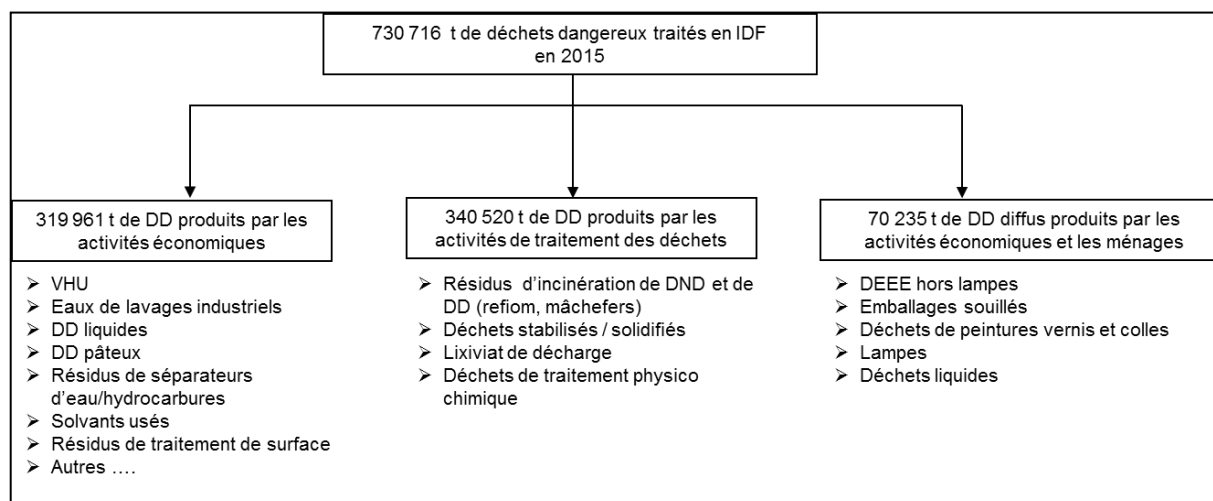 730 716 t de déchets dangereux traités en IDF
en 2015
319 961 t de DD produits par les
activités économiques
➢ VHU
➢ Eaux de lavages industriels
➢ DD liquides
➢ DD pâteux
➢ Résidus de séparateurs
d'eau/hydrocarbures
➢ Solvants usés
➢ Résidus de traitement de surface
➢ Autres ….
340 520 t de DD produits par les
activités de traitement des déchets
➢ Résidus d'incinération de DND et de
DD (refiom, mâchefers)
➢ Déchets stabilisés / solidifiés
➢ Lixiviat de décharge
➢ Déchets de traitement physico
chimique
70 235 t de DD diffus produits par les
activités économiques et les ménages
➢ DEEE hors lampes
➢ Emballages souillés
➢ Déchets de peintures vernis et colles
➢ Lampes
➢ Déchets liquides